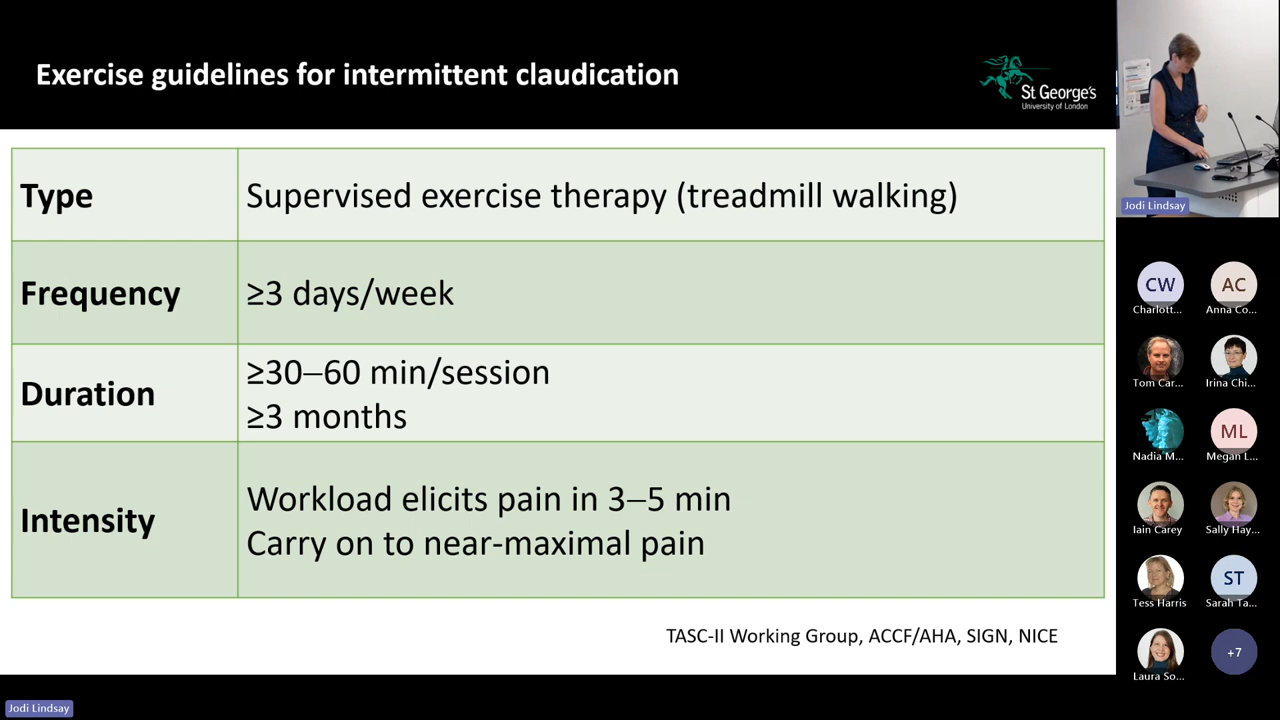 Exercise guidelines for intermittent claudication
St George's
University of London
Type
Supervised exercise therapy (treadmill walking)
Frequency
≥3 days/week
Duration
≥30–60 min/session
≥3 months
Intensity
Workload elicits pain in 3–5 min
Carry on to near-maximal pain
TASC-II Working Group, ACCF/AHA, SIGN, NICE
Jodi Lindsay
CW
AC
Charlott...
Anna Co...
Tom Car...
Irina Chi...
ML
Nadia M...
Megan L...
Iain Carey
Sally Hay...
ST
Tess Harris
Sarah Ta...
+7
Laura So...
Jodi Lindsay